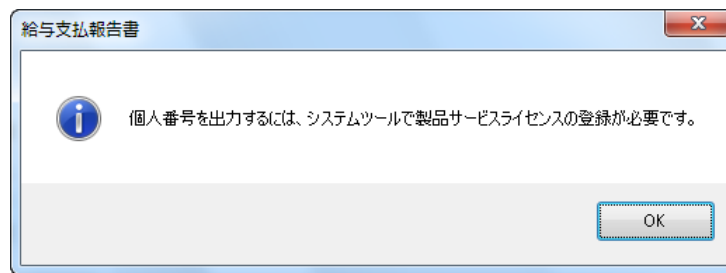 給与支払報告書
個人番号を出力するには、システムツールで製品サービスライセンスの登録が必要です。
OK